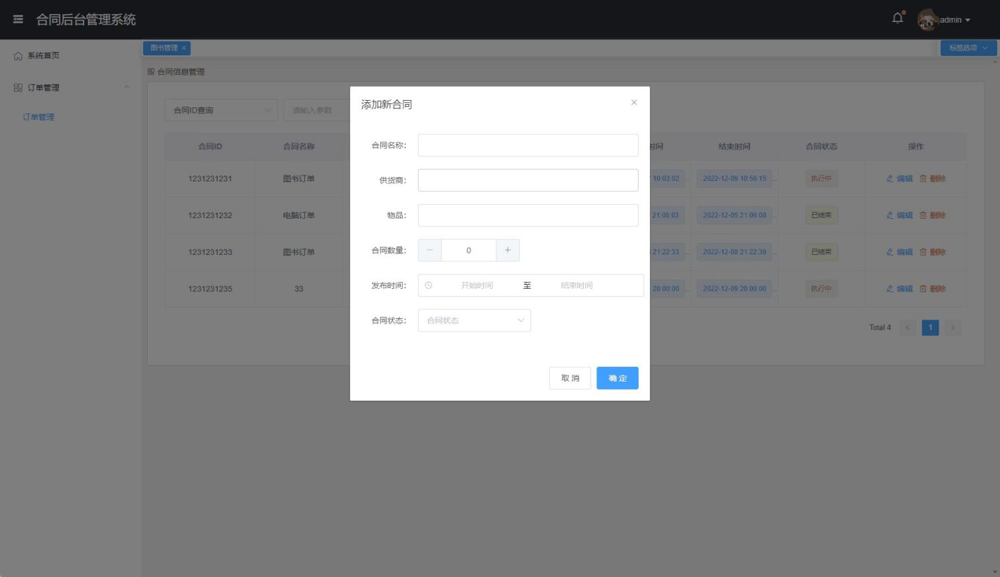 合同后台管理系统
admin
系统首页
图书管理 ×
标签选项
合同信息管理
订单管理
订单管理
合同ID查询 请输入参数
合同ID 合同名称 时间 结束时间 合同状态 操作
1231231231 图书订单 10:03:02 .. 2022-12-09 10:56:15 .. 执行中 编辑 删除
1231231232 电脑订单 21:06:03 2022-12-05 21:06:08 .. 已结束 编辑 删除
1231231233 图书订单 21:22:33 .. 2022-12-08 21:22:39 .. 已结束 编辑 删除
1231231235 33 20:00:00 .. 2022-12-09 20:00:00 .. 执行中 编辑 删除
Total 4 < 1 >
添加新合同 ×
合同名称:
供货商:
物品:
合同数量: − 0 +
发布时间: 开始时间 至 结束时间
合同状态: 合同状态
取 消 确 定